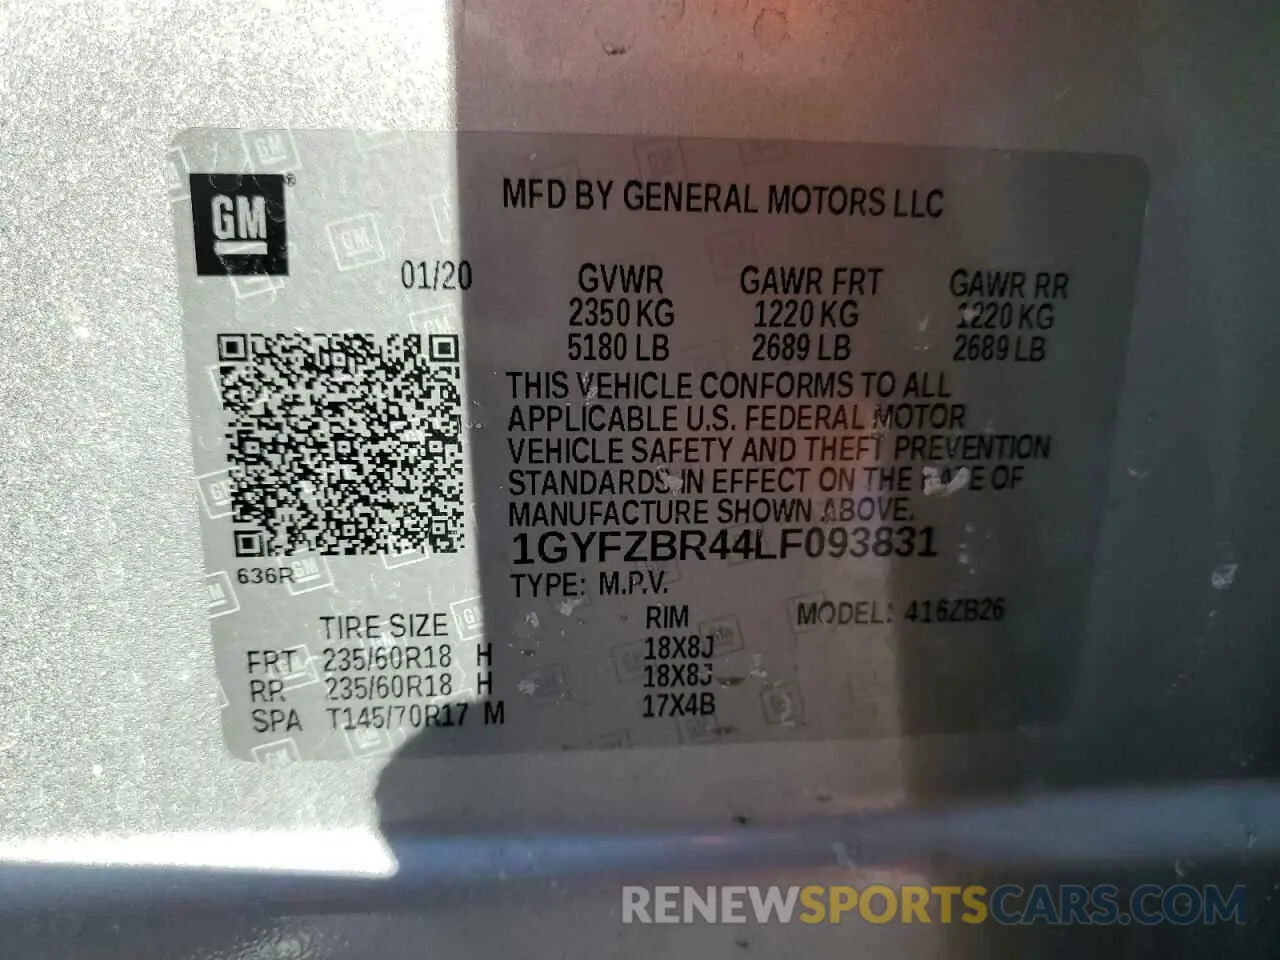 GM®
MFD BY GENERAL MOTORS LLC
01/20
GVWR GAWR FRT GAWR RR
2350 KG 1220 KG 1220 KG
5180 LB 2689 LB 2689 LB
THIS VEHICLE CONFORMS TO ALL
APPLICABLE U.S. FEDERAL MOTOR
VEHICLE SAFETY AND THEFT PREVENTION
STANDARDS IN EFFECT ON THE DATE OF
MANUFACTURE SHOWN ABOVE.
1GYFZBR44LF093831
636R
TYPE: M.P.V.
TIRE SIZE RIM MODEL: 416ZB26
FRT 235/60R18 H 18X8J
RR 235/60R18 H 18X8J
SPA T145/70R17 M 17X4B
RENEWSPORTSCARS.COM